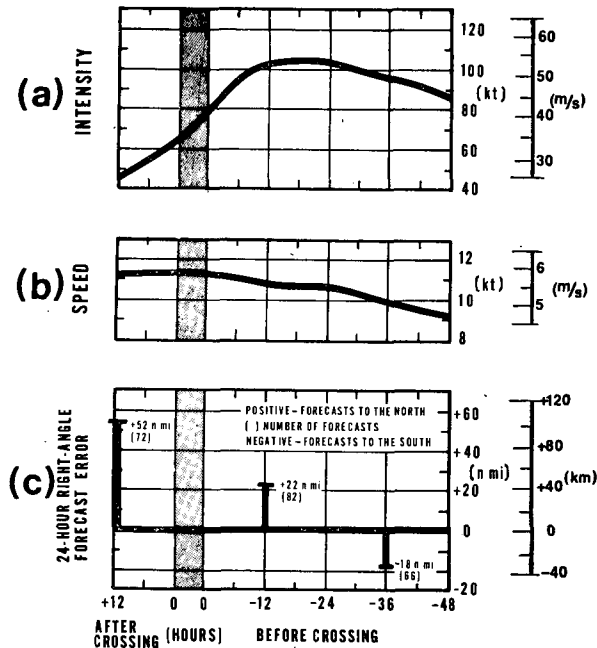 (a)
INTENSITY
120
100
(kt)
80
60
40
60
50
(m/s)
40
30
(b)
SPEED
12
(kt)
10
8
6
(m/s)
5
(c)
24-HOUR RIGHT-ANGLE
FORECAST ERROR
POSITIVE - FORECASTS TO THE NORTH
( ) NUMBER OF FORECASTS
NEGATIVE - FORECASTS TO THE SOUTH
+52 n mi
(72)
+22 n mi
(82)
-18 n mi
(66)
+60
+40
(n mi)
+20
0
-20
+120
+80
(km)
+40
0
-40
+12 0 0 -12 -24 -36 -48
AFTER
CROSSING (HOURS) BEFORE CROSSING